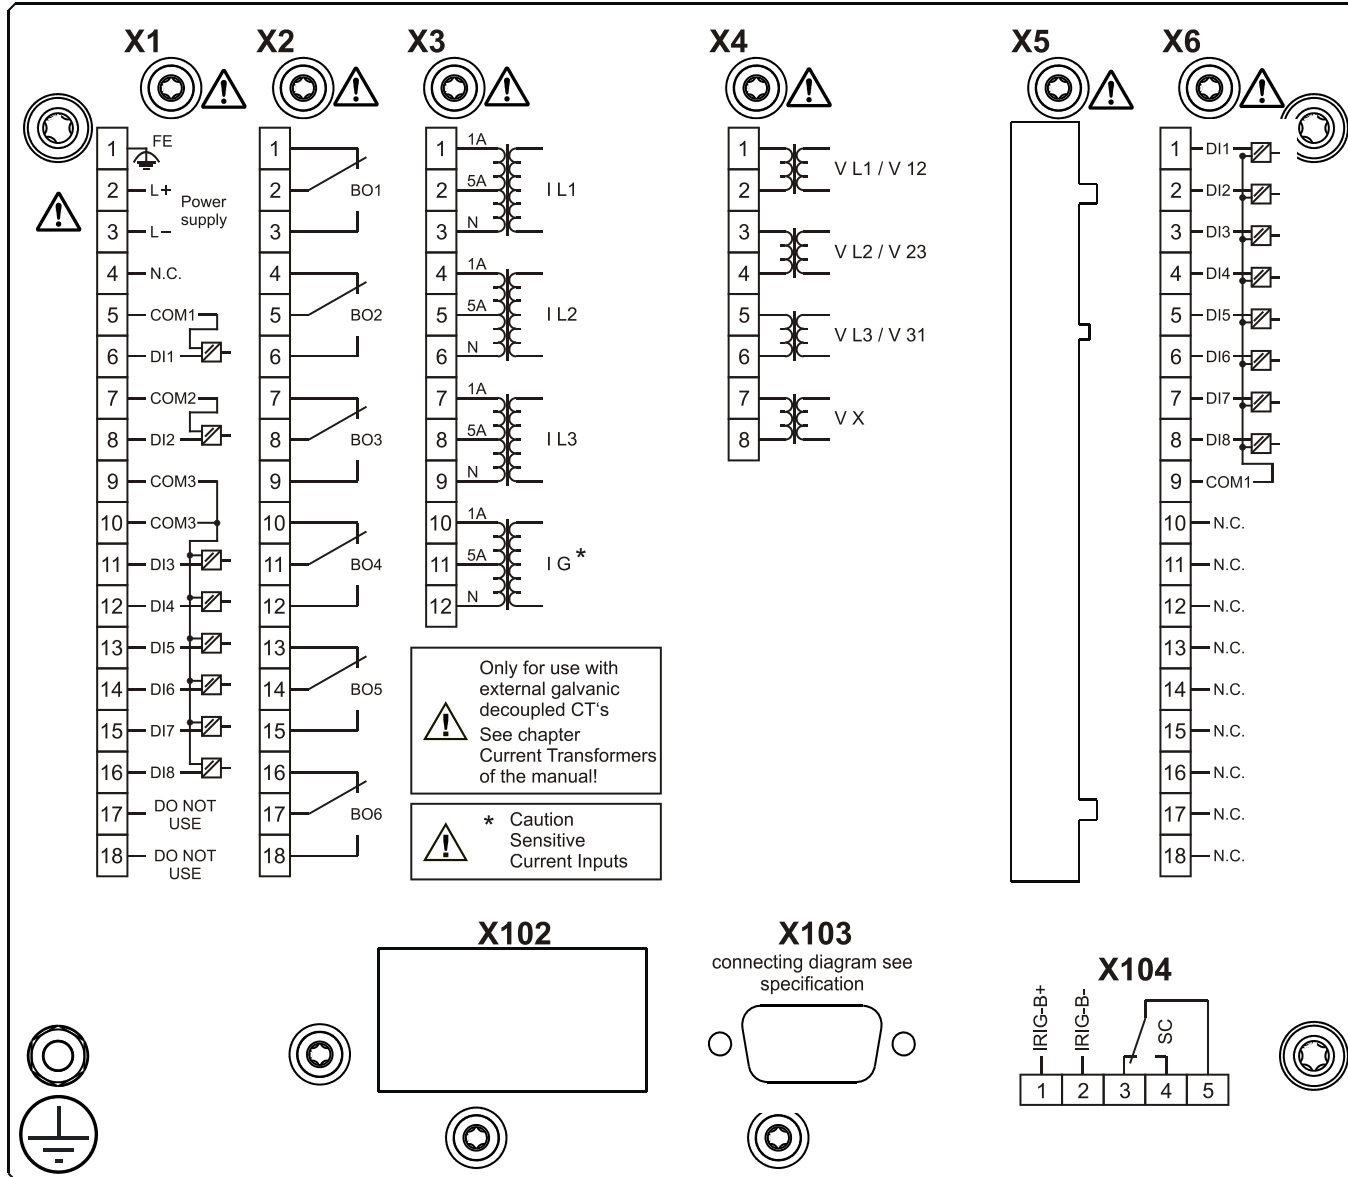 X1 X2 X3 X4 X5 X6
1 FE
2 L+
Power
supply
3 L-
4 N.C.
5 COM1
6 DI1
7 COM2
8 DI2
9 COM3
10 COM3
11 DI3
12 DI4
13 DI5
14 DI6
15 DI7
16 DI8
17 DO NOT
USE
18 DO NOT
USE
1
2 BO1
3
4
5 BO2
6
7
8 BO3
9
10
11 BO4
12
13
14 BO5
15
16
17 BO6
18
1 1A
2 5A I L1
3 N
4 1A
5 5A I L2
6 N
7 1A
8 5A I L3
9 N
10 1A
11 5A I G *
12 N
! Only for use with
external galvanic
decoupled CT's
See chapter
Current Transformers
of the manual!
! * Caution
Sensitive
Current Inputs
1
V L1 / V 12
2
3
V L2 / V 23
4
5
V L3 / V 31
6
7
V X
8
1 DI1
2 DI2
3 DI3
4 DI4
5 DI5
6 DI6
7 DI7
8 DI8
9 COM1
10 N.C.
11 N.C.
12 N.C.
13 N.C.
14 N.C.
15 N.C.
16 N.C.
17 N.C.
18 N.C.
X102
X103
connecting diagram see
specification
X104
IRIG-B+
IRIG-B-
SC
1 2 3 4 5